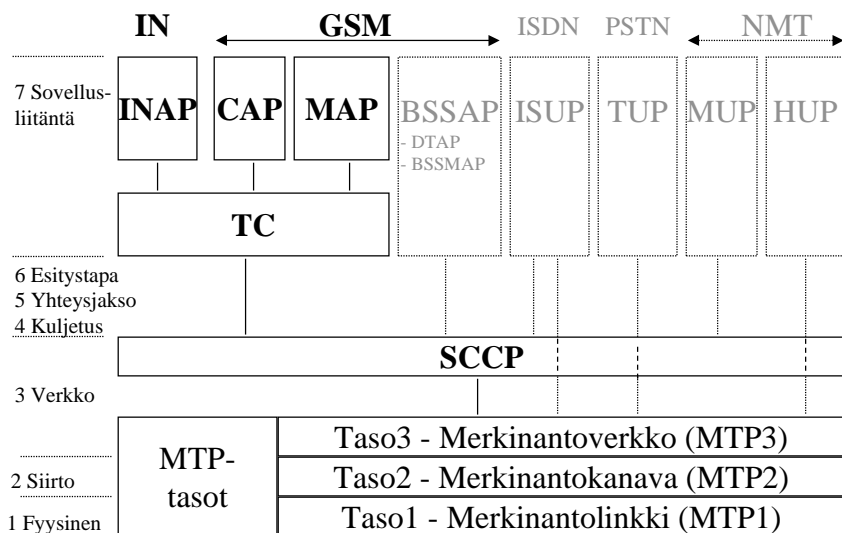 IN GSM ISDN PSTN NMT
7 Sovellus-
liitäntä
INAP CAP MAP BSSAP ISUP TUP MUP HUP
- DTAP
- BSSMAP
TC
6 Esitystapa
5 Yhteysjakso
4 Kuljetus
SCCP
3 Verkko
MTP-
tasot
Taso3 - Merkinantoverkko (MTP3)
2 Siirto
Taso2 - Merkinantokanava (MTP2)
1 Fyysinen
Taso1 - Merkinantolinkki (MTP1)